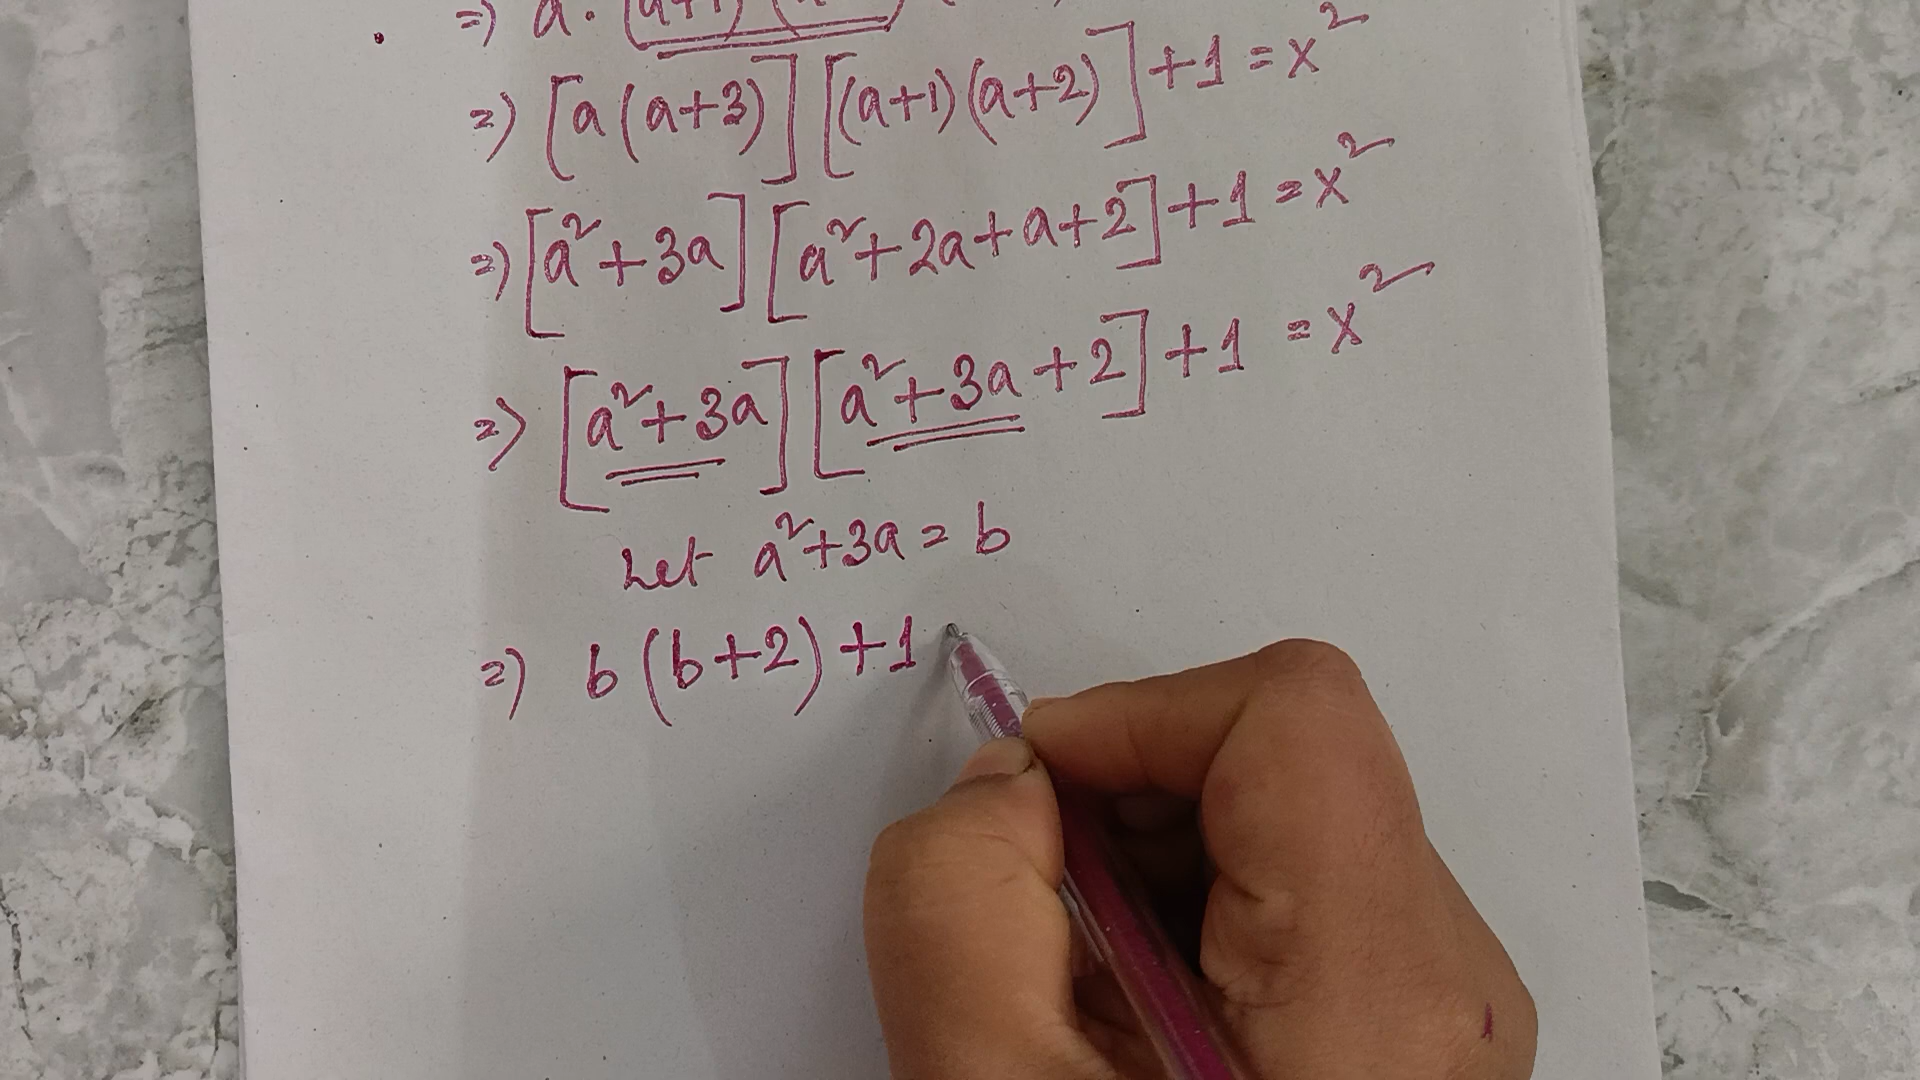 =) a · (a+1) (a
=) [a(a+3)] [(a+1)(a+2)] +1 = x²
=) [a²+3a] [a²+2a+a+2] +1 = x²
=> [a²+3a] [a²+3a+2] +1 = x²
Let a²+3a = b
=) b(b+2) +1